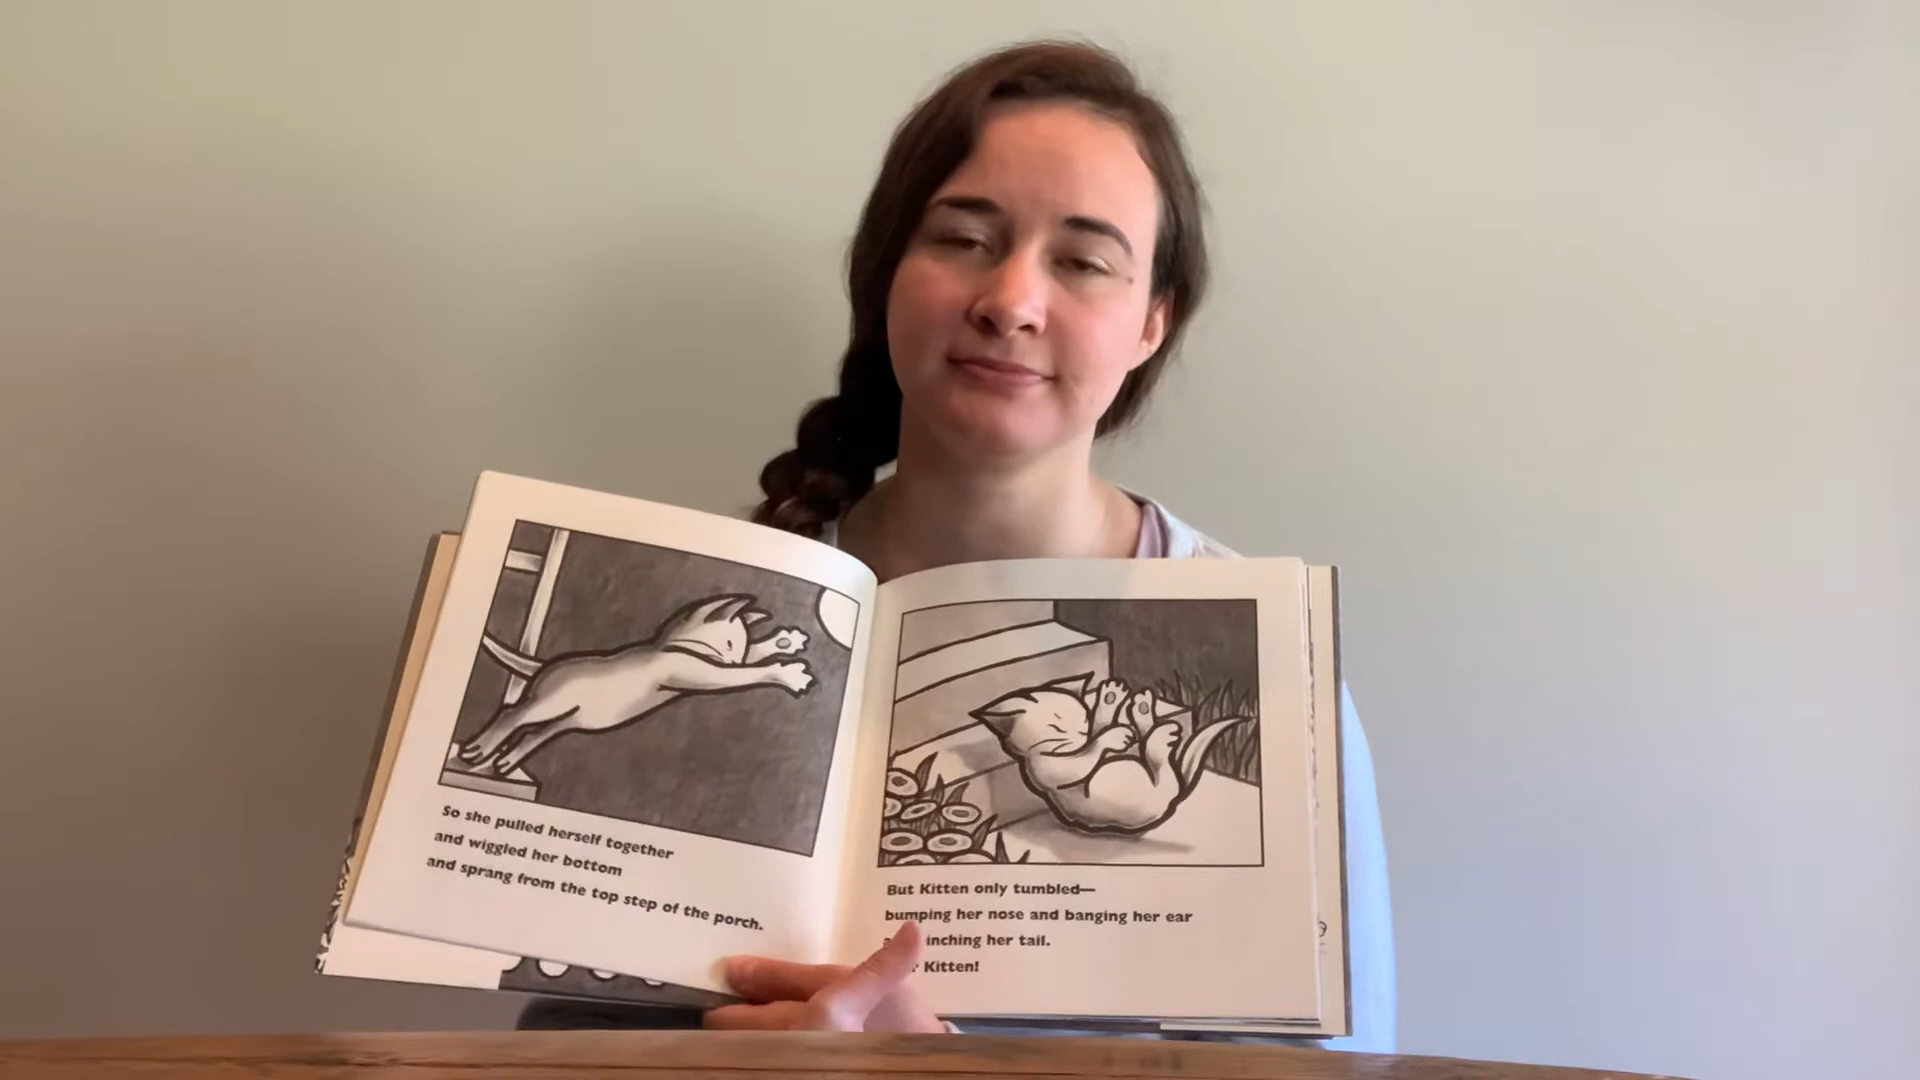 So she pulled herself together
and wiggled her bottom
and sprang from the top step of the porch.
But Kitten only tumbled—
bumping her nose and banging her ear
inching her tail.
Kitten!